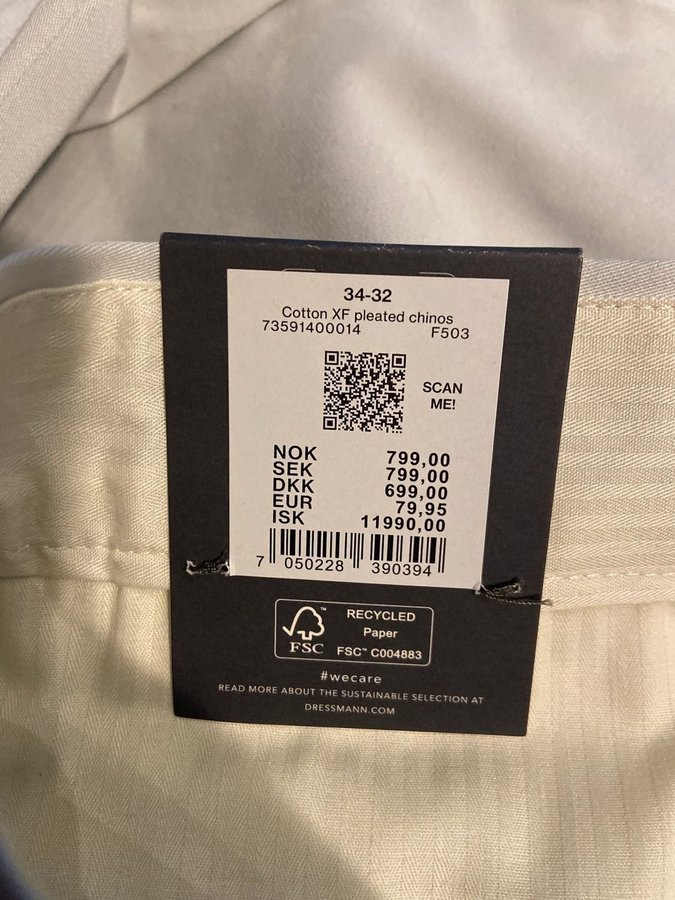 34-32
Cotton XF pleated chinos
73591400014 F503
SCAN
ME!
NOK 799,00
SEK 799,00
DKK 699,00
EUR 79,95
ISK 11990,00
7 050228 390394
FSC™
RECYCLED
Paper
FSC™ C004883
#wecare
READ MORE ABOUT THE SUSTAINABLE SELECTION AT
DRESSMANN.COM